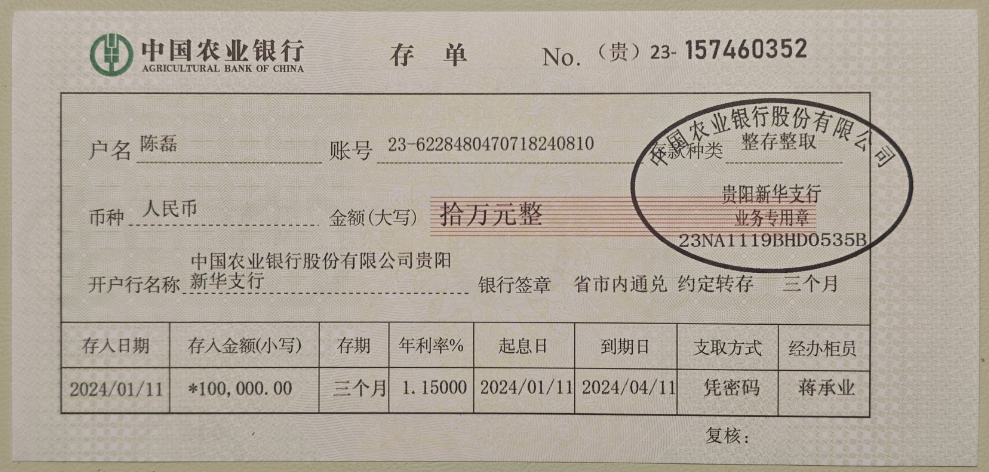 中国农业银行
AGRICULTURAL BANK OF CHINA
存 单
No. （贵）23- 157460352
户名 陈磊 账号 23-6228480470718240810 存款种类 整存整取
中国农业银行股份有限公司
贵阳新华支行
业务专用章
23NA1119BHD0535B
币种 人民币 金额(大写) 拾万元整
开户行名称 中国农业银行股份有限公司贵阳
新华支行
银行签章 省市内通兑 约定转存 三个月
存入日期 存入金额(小写) 存期 年利率% 起息日 到期日 支取方式 经办柜员
2024/01/11 *100,000.00 三个月 1.15000 2024/01/11 2024/04/11 凭密码 蒋承业
复核：